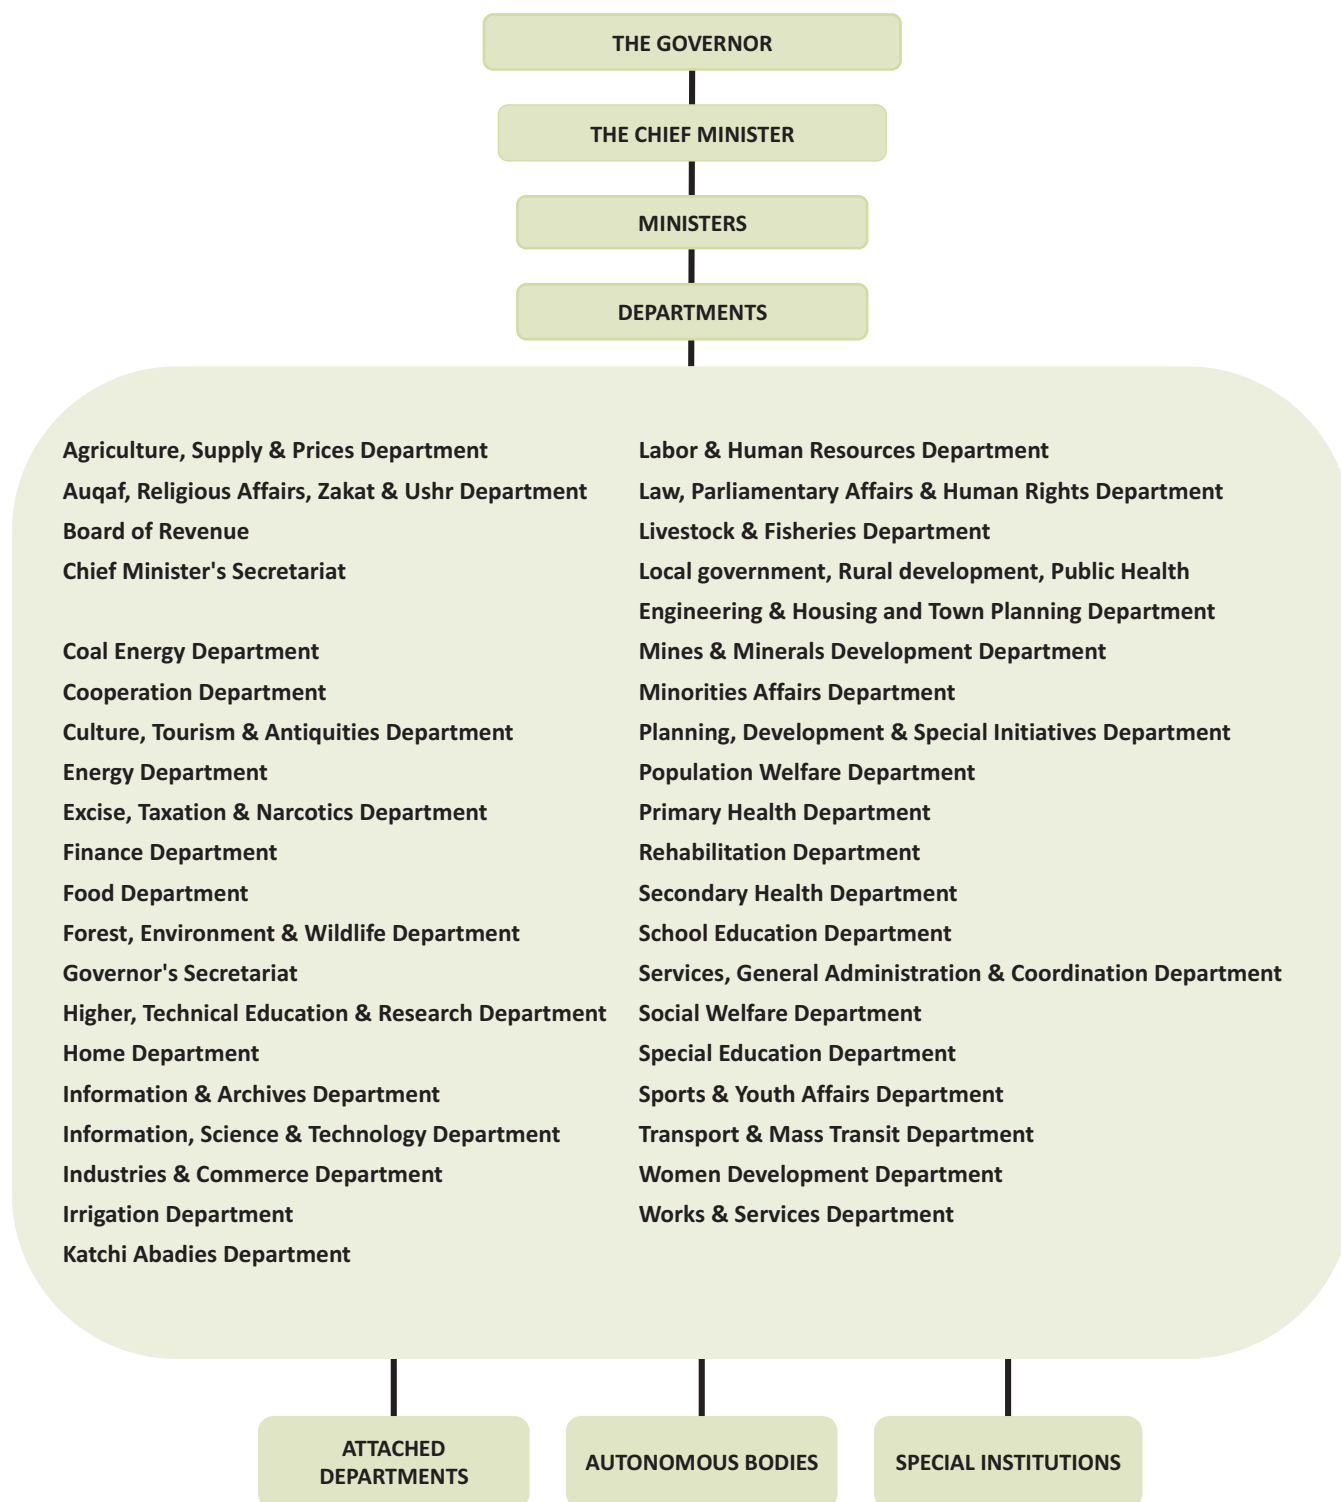 THE GOVERNOR
THE CHIEF MINISTER
MINISTERS
DEPARTMENTS
Agriculture, Supply & Prices Department
Auqaf, Religious Affairs, Zakat & Ushr Department
Board of Revenue
Chief Minister's Secretariat
Coal Energy Department
Cooperation Department
Culture, Tourism & Antiquities Department
Energy Department
Excise, Taxation & Narcotics Department
Finance Department
Food Department
Forest, Environment & Wildlife Department
Governor's Secretariat
Higher, Technical Education & Research Department
Home Department
Information & Archives Department
Information, Science & Technology Department
Industries & Commerce Department
Irrigation Department
Katchi Abadies Department
Labor & Human Resources Department
Law, Parliamentary Affairs & Human Rights Department
Livestock & Fisheries Department
Local government, Rural development, Public Health
Engineering & Housing and Town Planning Department
Mines & Minerals Development Department
Minorities Affairs Department
Planning, Development & Special Initiatives Department
Population Welfare Department
Primary Health Department
Rehabilitation Department
Secondary Health Department
School Education Department
Services, General Administration & Coordination Department
Social Welfare Department
Special Education Department
Sports & Youth Affairs Department
Transport & Mass Transit Department
Women Development Department
Works & Services Department
ATTACHED
DEPARTMENTS
AUTONOMOUS BODIES
SPECIAL INSTITUTIONS